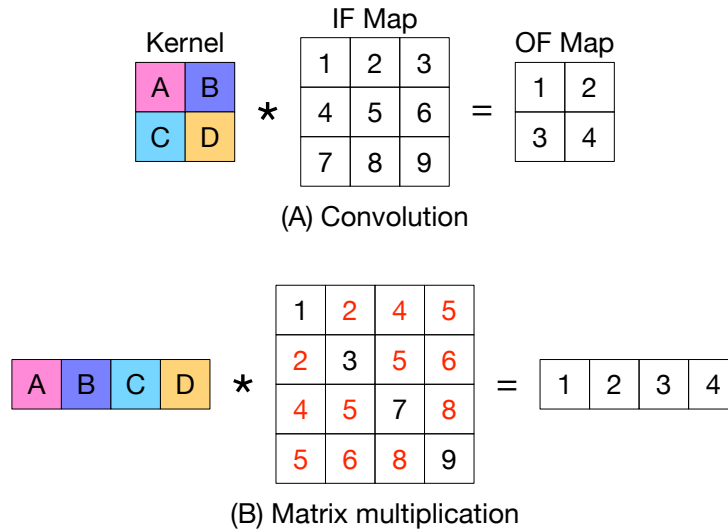 Kernel IF Map OF Map
A B
C D
*
1 2 3
4 5 6
7 8 9
=
1 2
3 4
(A) Convolution
A B C D
*
1 2 4 5
2 3 5 6
4 5 7 8
5 6 8 9
=
1 2 3 4
(B) Matrix multiplication